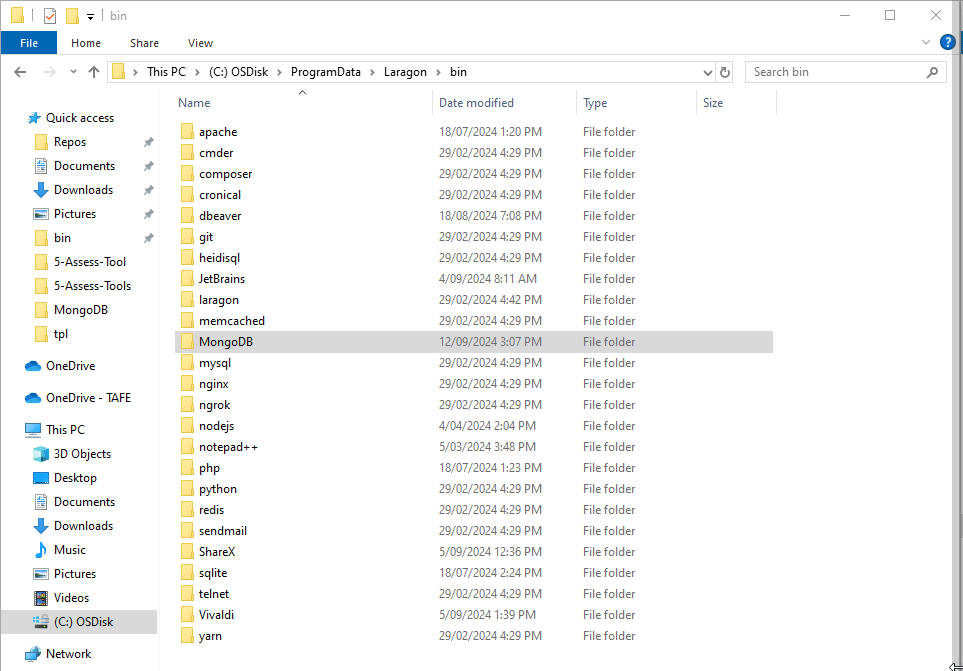 bin
File Home Share View
This PC (C:) OSDisk ProgramData Laragon bin Search bin
Name Date modified Type Size
Quick access
Repos
Documents
Downloads
Pictures
bin
5-Assess-Tool
5-Assess-Tools
MongoDB
tpl
OneDrive
OneDrive - TAFE
This PC
3D Objects
Desktop
Documents
Downloads
Music
Pictures
Videos
(C:) OSDisk
Network
apache 18/07/2024 1:20 PM File folder
cmder 29/02/2024 4:29 PM File folder
composer 29/02/2024 4:29 PM File folder
cronical 29/02/2024 4:29 PM File folder
dbeaver 18/08/2024 7:08 PM File folder
git 29/02/2024 4:29 PM File folder
heidisql 29/02/2024 4:29 PM File folder
JetBrains 4/09/2024 8:11 AM File folder
laragon 29/02/2024 4:42 PM File folder
memcached 29/02/2024 4:29 PM File folder
MongoDB 12/09/2024 3:07 PM File folder
mysql 29/02/2024 4:29 PM File folder
nginx 29/02/2024 4:29 PM File folder
ngrok 29/02/2024 4:29 PM File folder
nodejs 4/04/2024 2:04 PM File folder
notepad++ 5/03/2024 3:48 PM File folder
php 18/07/2024 1:23 PM File folder
python 29/02/2024 4:29 PM File folder
redis 29/02/2024 4:29 PM File folder
sendmail 29/02/2024 4:29 PM File folder
ShareX 5/09/2024 12:36 PM File folder
sqlite 18/07/2024 2:24 PM File folder
telnet 29/02/2024 4:29 PM File folder
Vivaldi 5/09/2024 1:39 PM File folder
yarn 29/02/2024 4:29 PM File folder